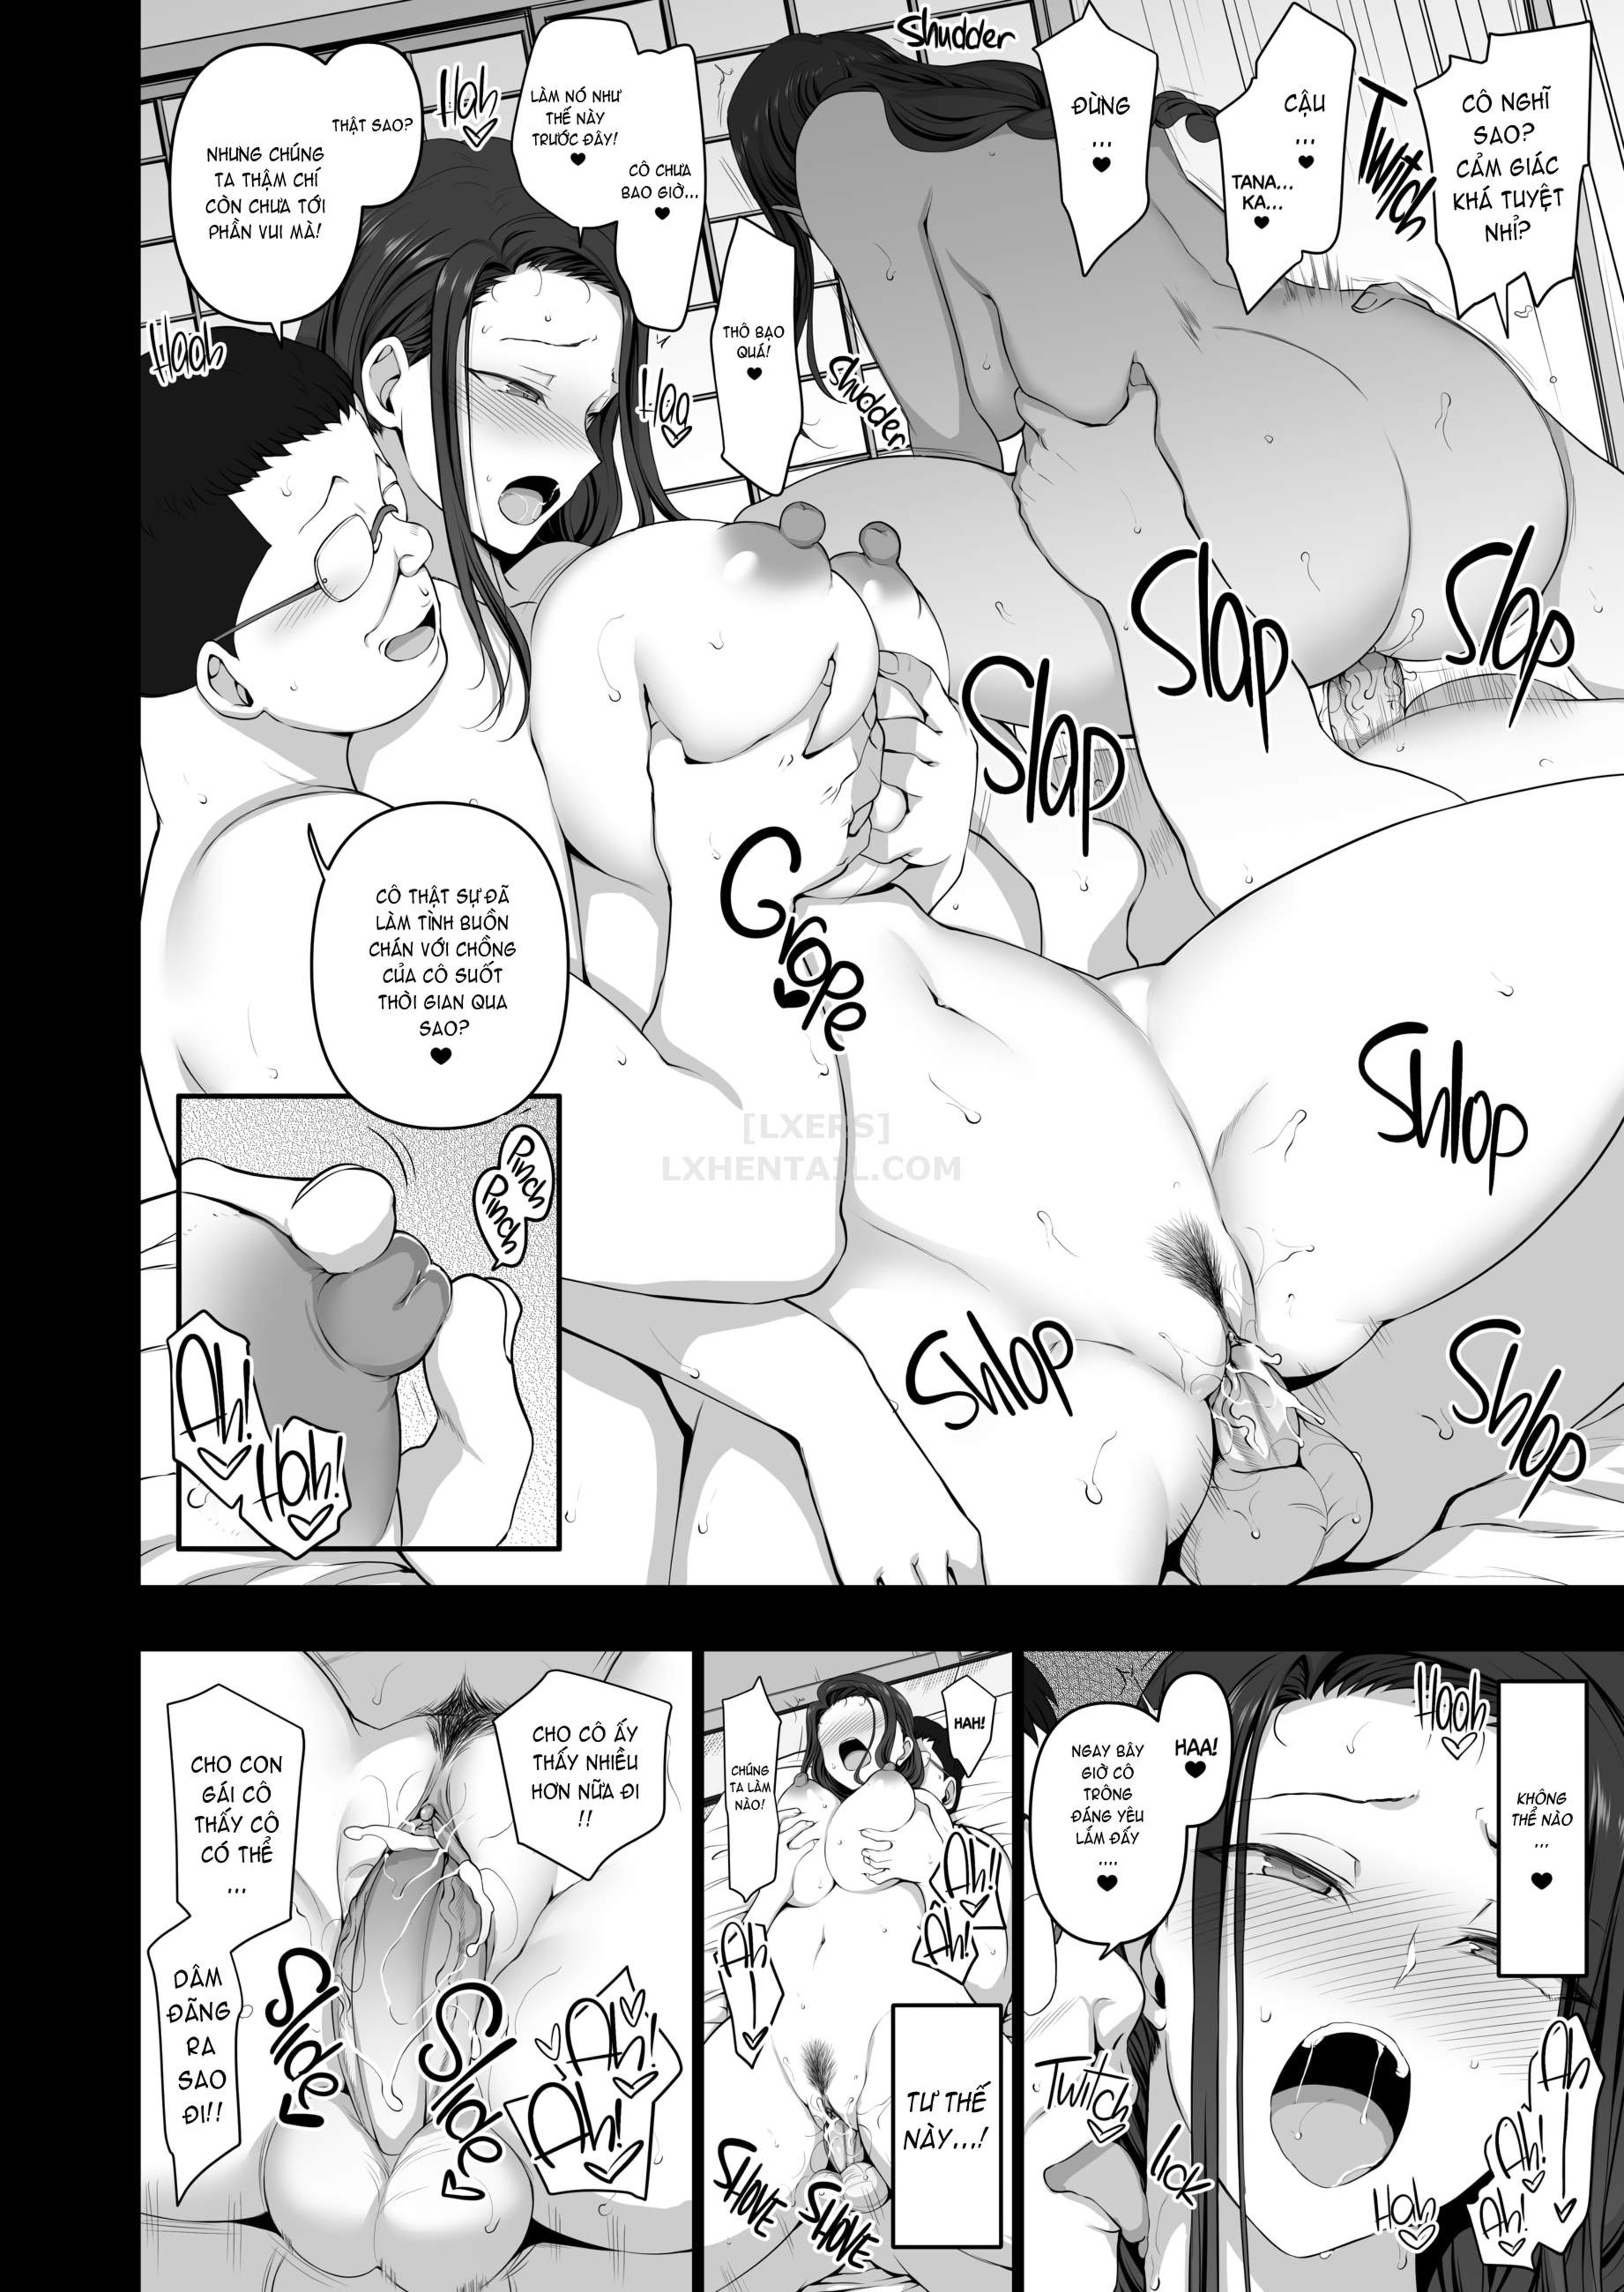 CÔ NGHĨ
SAO?
CẢM GIÁC
KHÁ TUYỆT
NHỈ?
Twitch
CẬU
...
TANA...
KA...
ĐỪNG
...
Shudder
Shudder
THÔ BẠO
QUÁ!
LÀM NÓ NHƯ
THẾ NÀY
TRƯỚC ĐÂY!
CÔ CHƯA
BAO GIỜ...
Hah
Haa
THẬT SAO?
NHƯNG CHÚNG
TA THẬM CHÍ
CÒN CHƯA TỚI
PHẦN VUI MÀ!
Haah
Slap
Slap
Slap
Grope
CÔ THẬT SỰ ĐÃ
LÀM TÌNH BUỒN
CHÁN VỚI CHỒNG
CỦA CÔ SUỐT
THỜI GIAN QUA
SAO?
[LXERS]
LXHENTAI.COM
Shlop
Shlop
Shlop
Pinch
Pinch
Ah!
Hah!
KHÔNG
THỂ NÀO
...
Haah
HAA!
NGAY BÂY
GIỜ CÔ
TRÔNG
ĐÁNG YÊU
LẮM ĐẤY
....
Twitch
lick
Hah
Ah
Ah!
Ah!
HAH!
CHÚNG
TA LÀM
NÀO!
Ah!!
Ah!
Ah
TƯ THẾ
NÀY...!
SHOVE
SHOVE
CHO CÔ ẤY
THẤY NHIỀU
HƠN NỮA ĐI
!!
CHO CON
GÁI CÔ
THẤY CÔ
CÓ THỂ
...
DÂM
ĐÃNG
RA
SAO
ĐI!!
Slide
Slide
Ah!
Ah!